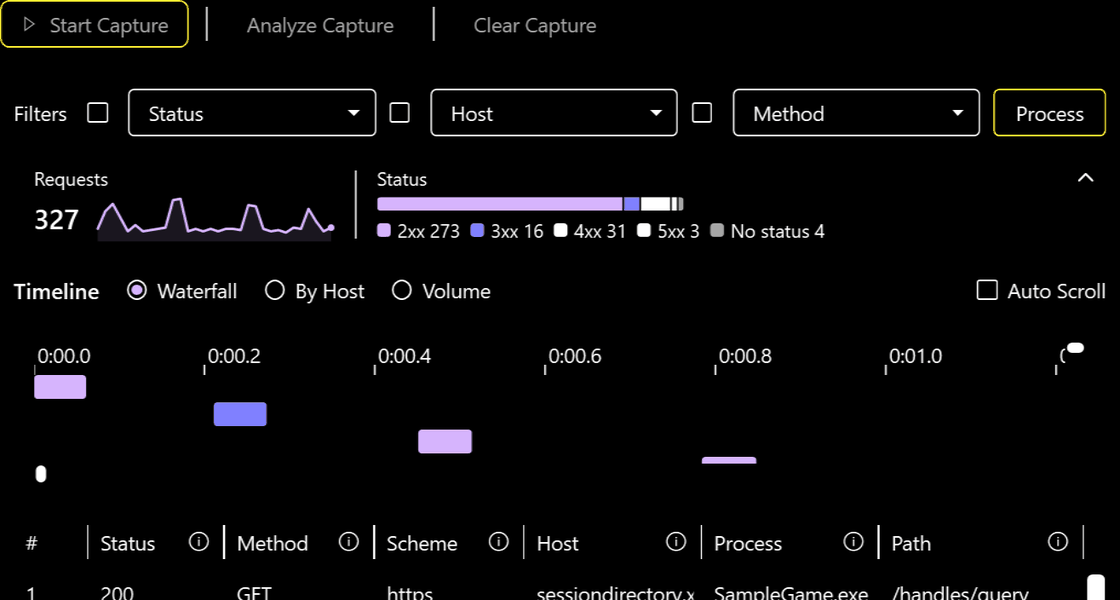 Start Capture Analyze Capture Clear Capture
Filters Status Host Method Process
Requests Status
327 2xx 273 3xx 16 4xx 31 5xx 3 No status 4
Timeline Waterfall By Host Volume Auto Scroll
0:00.0 0:00.2 0:00.4 0:00.6 0:00.8 0:01.0
# Status Method Scheme Host Process Path
1 200 GET https sessiondirectory.x SampleGame.exe /handles/query